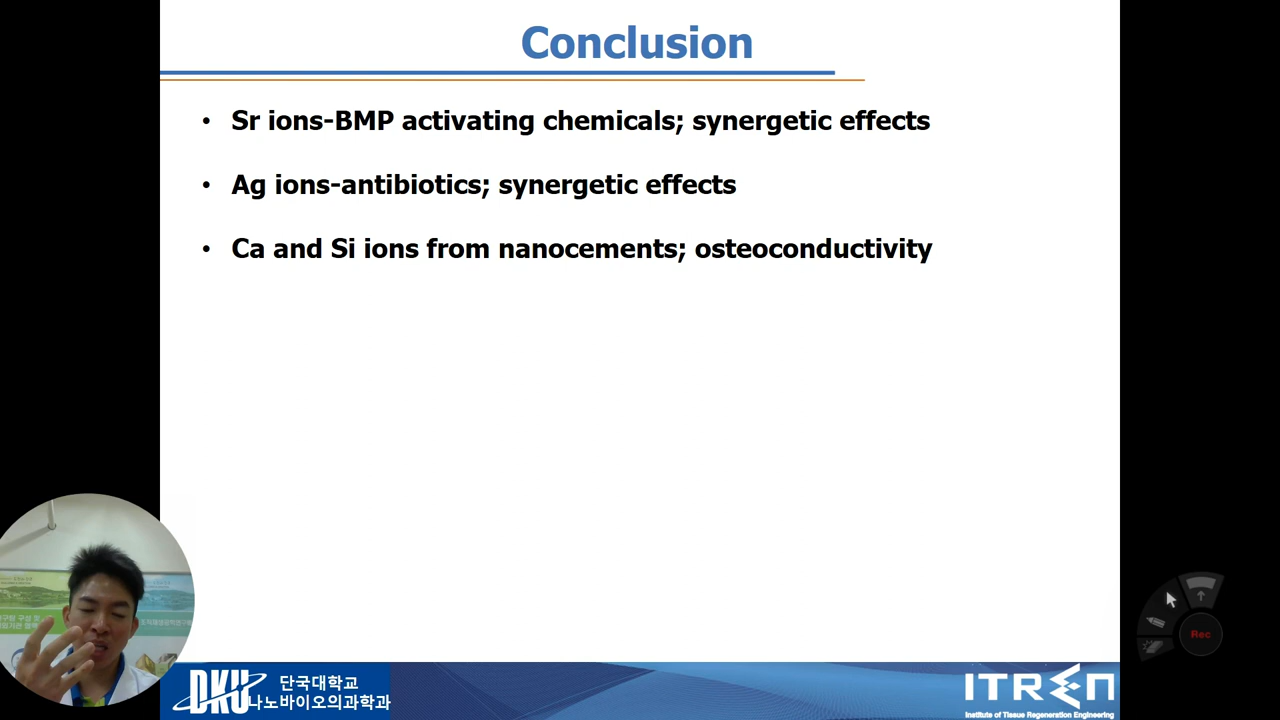 Conclusion
• Sr ions-BMP activating chemicals; synergetic effects
• Ag ions-antibiotics; synergetic effects
• Ca and Si ions from nanocements; osteoconductivity
Rec
DKU
단국대학교
나노바이오의과학과
ITREN
Institute of Tissue Regeneration Engineering